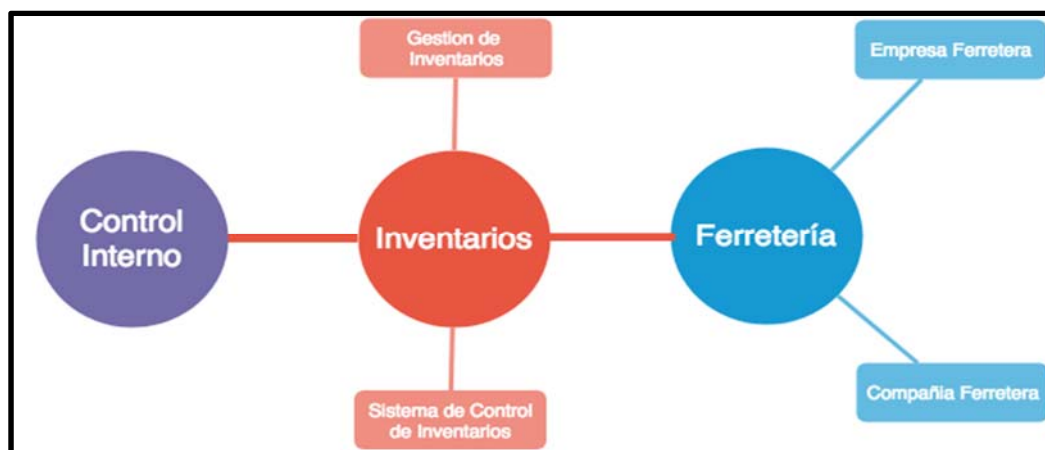 Gestion de
Inventarios
Empresa Ferretera
Control
Interno
Inventarios
Ferretería
Sistema de Control
de Inventarios
Compañia Ferretera